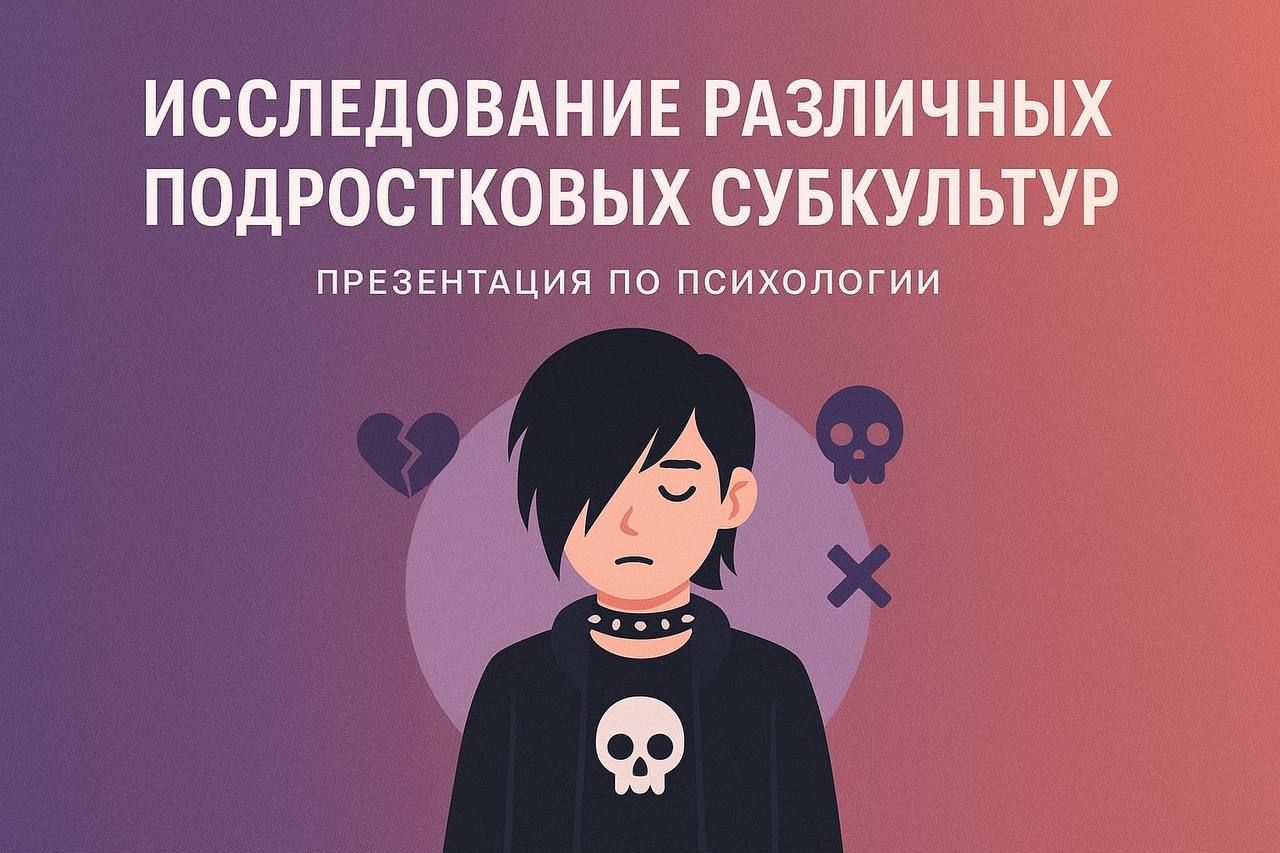 ИССЛЕДОВАНИЕ РАЗЛИЧНЫХ
ПОДРОСТКОВЫХ СУБКУЛЬТУР
ПРЕЗЕНТАЦИЯ ПО ПСИХОЛОГИИ